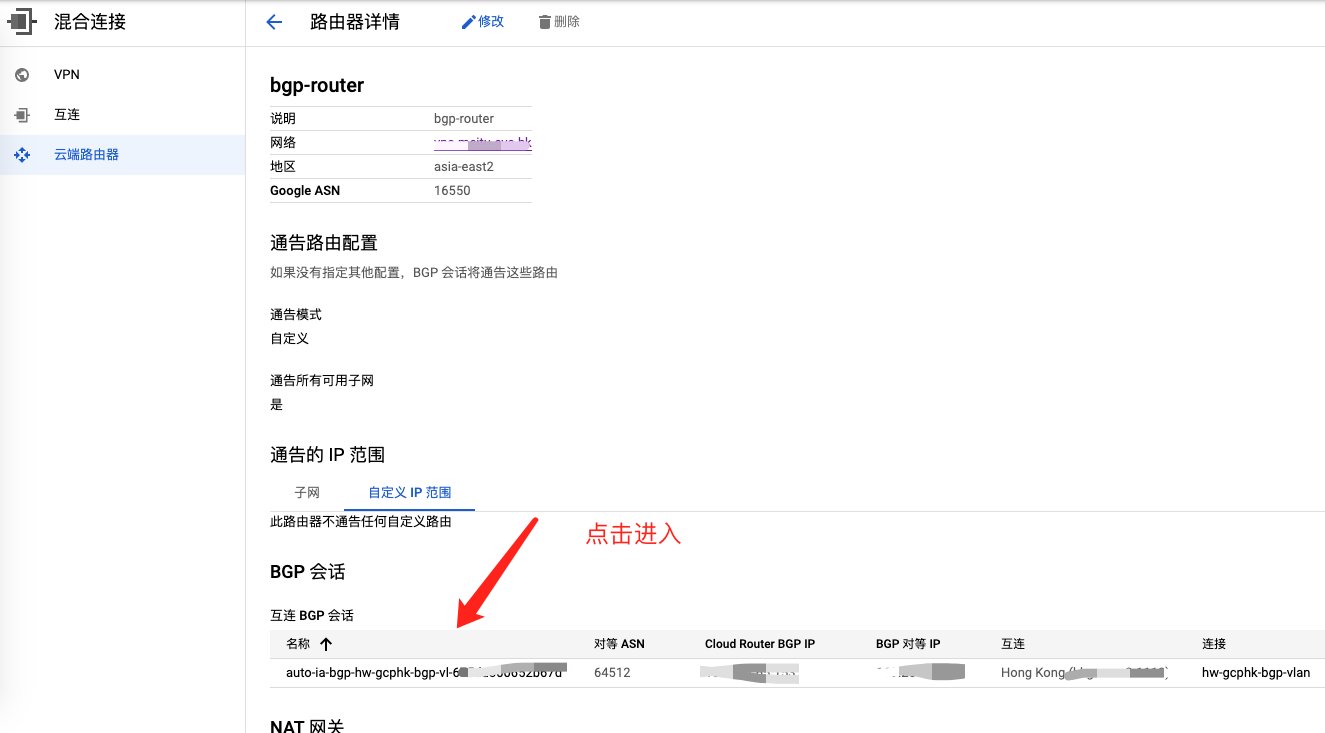 混合连接
路由器详情 修改 删除
VPN
互连
云端路由器
bgp-router
说明 bgp-router
网络
地区 asia-east2
Google ASN 16550
通告路由配置
如果没有指定其他配置，BGP 会话将通告这些路由
通告模式
自定义
通告所有可用子网
是
通告的 IP 范围
子网 自定义 IP 范围
此路由器不通告任何自定义路由
点击进入
BGP 会话
互连 BGP 会话
名称 对等 ASN Cloud Router BGP IP BGP 对等 IP 互连 连接
auto-ia-bgp-hw-gcphk-bgp-vl-6 64512 Hong Kong hw-gcphk-bgp-vlan
NAT 网关